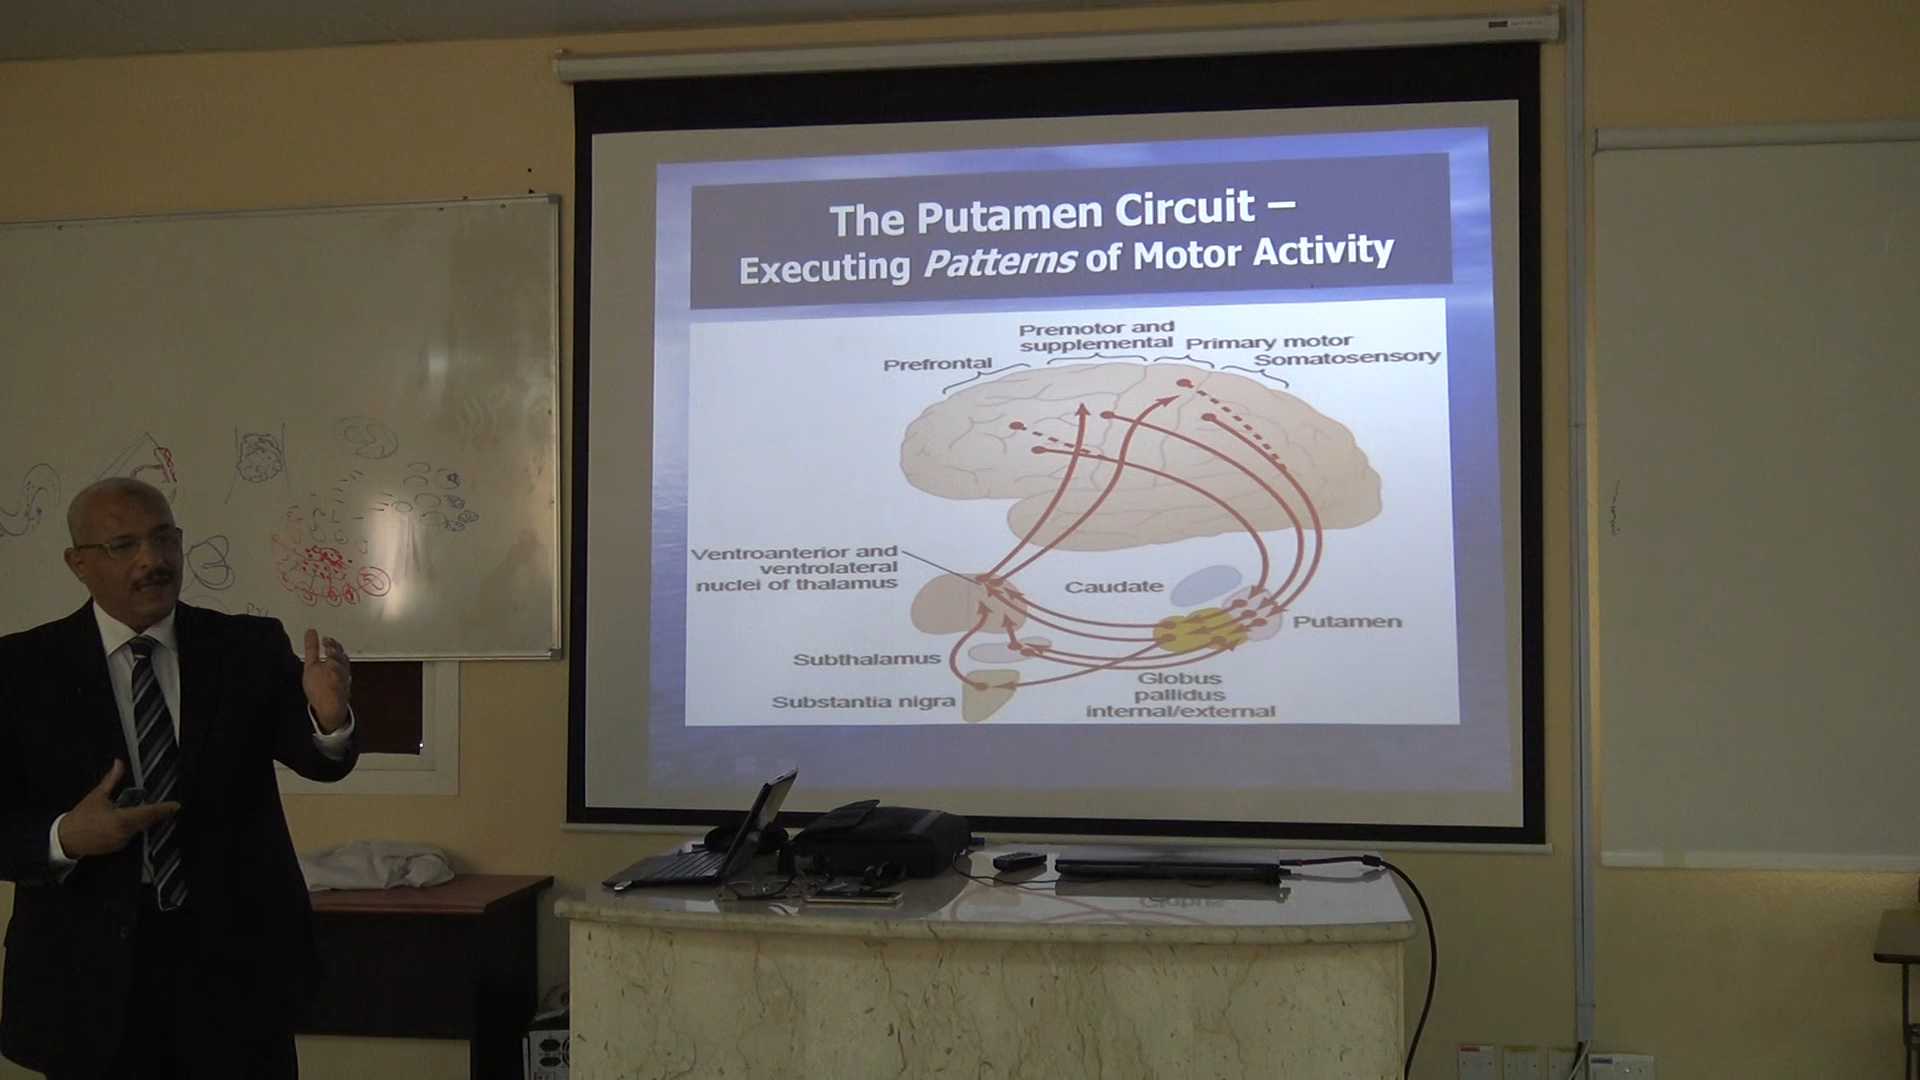 The Putamen Circuit –
Executing Patterns of Motor Activity
Premotor and
supplemental
Primary motor
Prefrontal
Somatosensory
Ventroanterior and
ventrolateral
nuclei of thalamus
Caudate
Putamen
Subthalamus
Substantia nigra
Globus
pallidus
internal/external